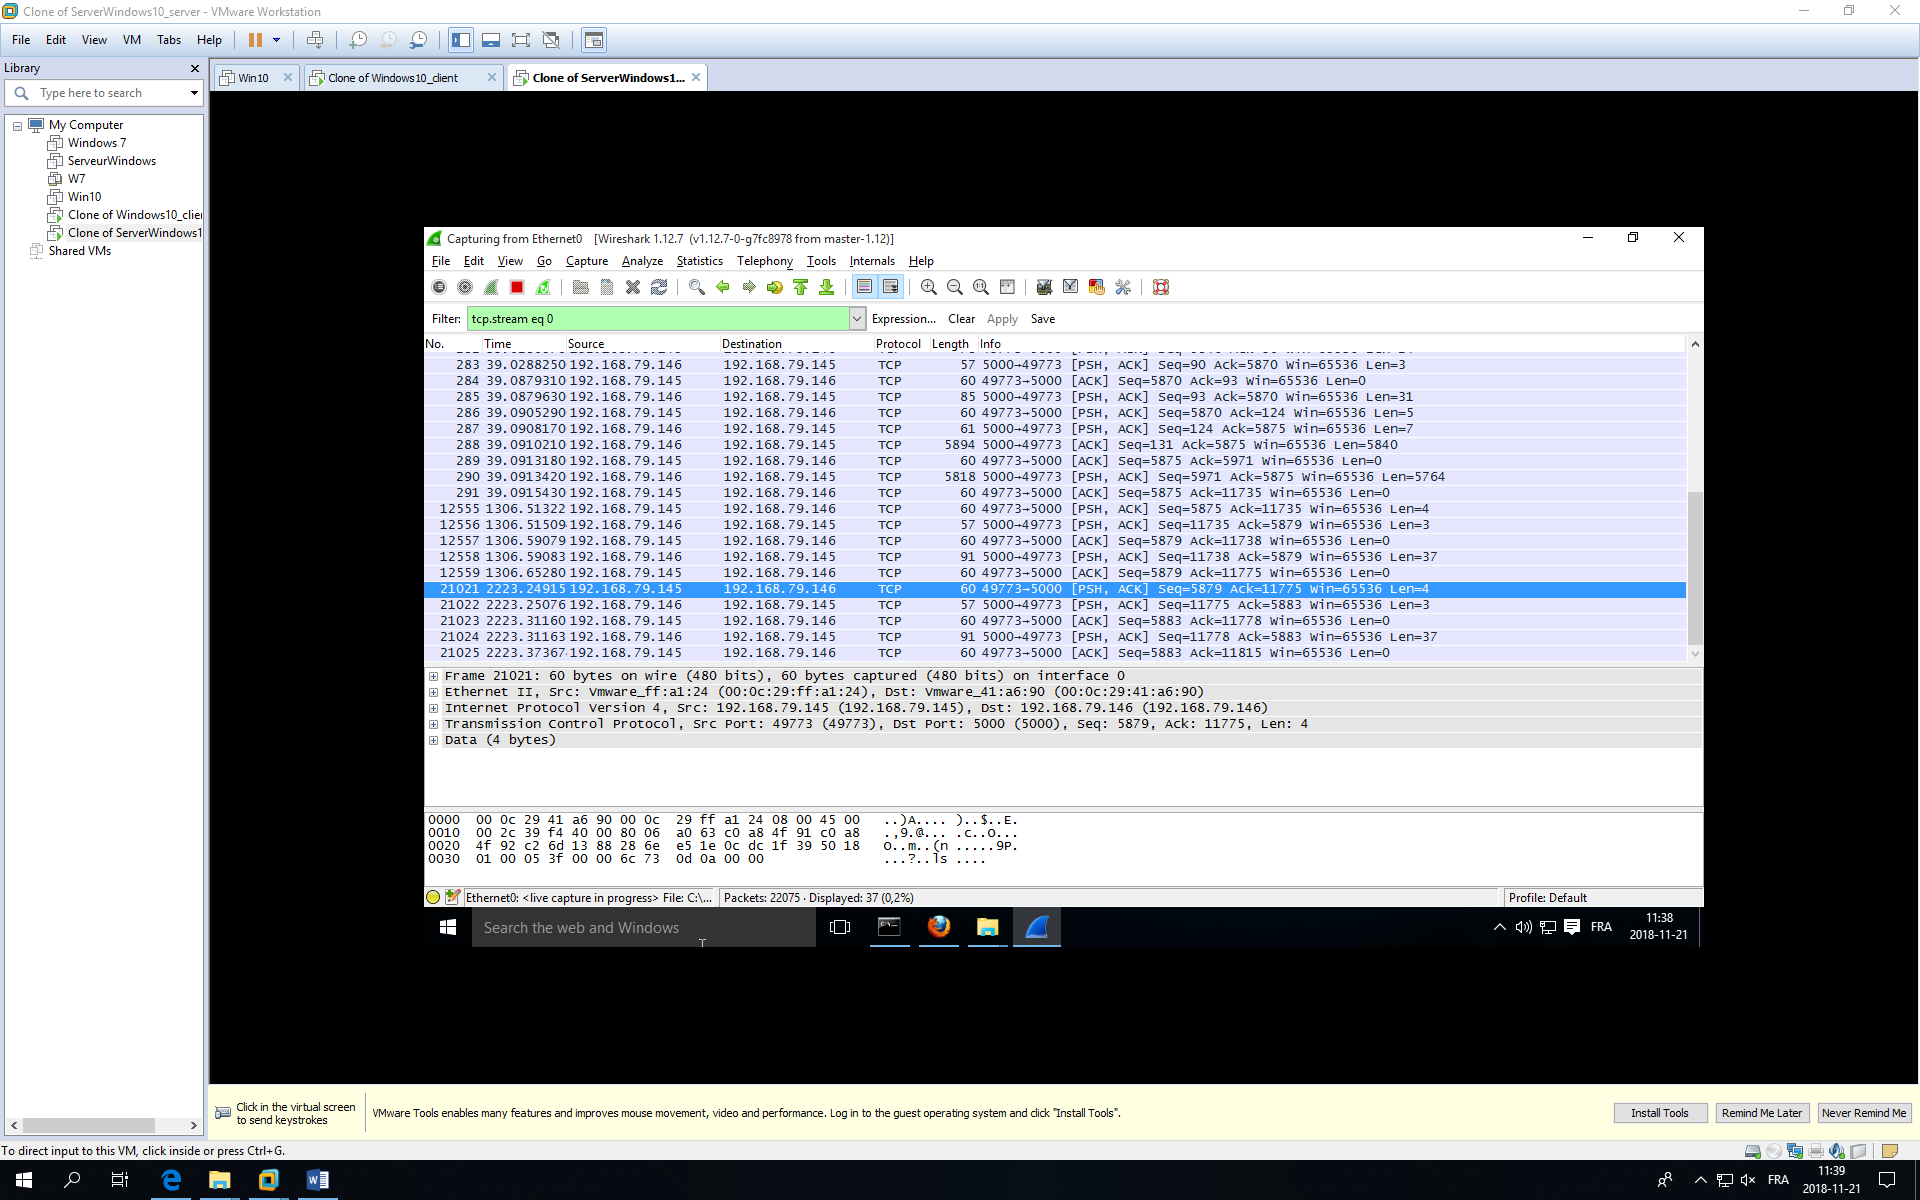 Clone of ServerWindows10_server - VMware Workstation
File Edit View VM Tabs Help
Library
Type here to search
My Computer
Windows 7
ServeurWindows
W7
Win10
Clone of Windows10_clier
Clone of ServerWindows1
Shared VMs
Win10
Clone of Windows10_client
Clone of ServerWindows1...
Capturing from Ethernet0 [Wireshark 1.12.7 (v1.12.7-0-g7fc8978 from master-1.12)]
File Edit View Go Capture Analyze Statistics Telephony Tools Internals Help
Filter: tcp.stream eq 0 Expression... Clear Apply Save
No. Time Source Destination Protocol Length Info
283 39.0288250 192.168.79.146 192.168.79.145 TCP 57 5000→49773 [PSH, ACK] Seq=90 Ack=5870 Win=65536 Len=3
284 39.0879310 192.168.79.145 192.168.79.146 TCP 60 49773→5000 [ACK] Seq=5870 Ack=93 Win=65536 Len=0
285 39.0879630 192.168.79.146 192.168.79.145 TCP 85 5000→49773 [PSH, ACK] Seq=93 Ack=5870 Win=65536 Len=31
286 39.0905290 192.168.79.145 192.168.79.146 TCP 60 49773→5000 [PSH, ACK] Seq=5870 Ack=124 Win=65536 Len=5
287 39.0908170 192.168.79.146 192.168.79.145 TCP 61 5000→49773 [PSH, ACK] Seq=124 Ack=5875 Win=65536 Len=7
288 39.0910210 192.168.79.146 192.168.79.145 TCP 5894 5000→49773 [ACK] Seq=131 Ack=5875 Win=65536 Len=5840
289 39.0913180 192.168.79.145 192.168.79.146 TCP 60 49773→5000 [ACK] Seq=5875 Ack=5971 Win=65536 Len=0
290 39.0913420 192.168.79.146 192.168.79.145 TCP 5818 5000→49773 [PSH, ACK] Seq=5971 Ack=5875 Win=65536 Len=5764
291 39.0915430 192.168.79.145 192.168.79.146 TCP 60 49773→5000 [ACK] Seq=5875 Ack=11735 Win=65536 Len=0
12555 1306.51322 192.168.79.145 192.168.79.146 TCP 60 49773→5000 [PSH, ACK] Seq=5875 Ack=11735 Win=65536 Len=4
12556 1306.51509 192.168.79.146 192.168.79.145 TCP 57 5000→49773 [PSH, ACK] Seq=11735 Ack=5879 Win=65536 Len=3
12557 1306.59079 192.168.79.145 192.168.79.146 TCP 60 49773→5000 [ACK] Seq=5879 Ack=11738 Win=65536 Len=0
12558 1306.59083 192.168.79.146 192.168.79.145 TCP 91 5000→49773 [PSH, ACK] Seq=11738 Ack=5879 Win=65536 Len=37
12559 1306.65280 192.168.79.145 192.168.79.146 TCP 60 49773→5000 [ACK] Seq=5879 Ack=11775 Win=65536 Len=0
21021 2223.24915 192.168.79.145 192.168.79.146 TCP 60 49773→5000 [PSH, ACK] Seq=5879 Ack=11775 Win=65536 Len=4
21022 2223.25076 192.168.79.146 192.168.79.145 TCP 57 5000→49773 [PSH, ACK] Seq=11775 Ack=5883 Win=65536 Len=3
21023 2223.31160 192.168.79.145 192.168.79.146 TCP 60 49773→5000 [ACK] Seq=5883 Ack=11778 Win=65536 Len=0
21024 2223.31163 192.168.79.146 192.168.79.145 TCP 91 5000→49773 [PSH, ACK] Seq=11778 Ack=5883 Win=65536 Len=37
21025 2223.37367 192.168.79.145 192.168.79.146 TCP 60 49773→5000 [ACK] Seq=5883 Ack=11815 Win=65536 Len=0
Frame 21021: 60 bytes on wire (480 bits), 60 bytes captured (480 bits) on interface 0
Ethernet II, Src: Vmware_ff:a1:24 (00:0c:29:ff:a1:24), Dst: Vmware_41:a6:90 (00:0c:29:41:a6:90)
Internet Protocol Version 4, Src: 192.168.79.145 (192.168.79.145), Dst: 192.168.79.146 (192.168.79.146)
Transmission Control Protocol, Src Port: 49773 (49773), Dst Port: 5000 (5000), Seq: 5879, Ack: 11775, Len: 4
Data (4 bytes)
0000 00 0c 29 41 a6 90 00 0c 29 ff a1 24 08 00 45 00 ..)A.... )..$..E.
0010 00 2c 39 f4 40 00 80 06 a0 63 c0 a8 4f 91 c0 a8 .,9.@... .c..O...
0020 4f 92 c2 6d 13 88 28 6e e5 1e 0c dc 1f 39 50 18 O..m..(n .....9P.
0030 01 00 05 3f 00 00 6c 73 0d 0a 00 00 ...?..ls ....
Ethernet0: <live capture in progress> File: C:\... Packets: 22075 · Displayed: 37 (0,2%) Profile: Default
Search the web and Windows
FRA
11:38
2018-11-21
Click in the virtual screen
to send keystrokes
VMware Tools enables many features and improves mouse movement, video and performance. Log in to the guest operating system and click "Install Tools".
Install Tools Remind Me Later Never Remind Me
To direct input to this VM, click inside or press Ctrl+G.
FRA
11:39
2018-11-21